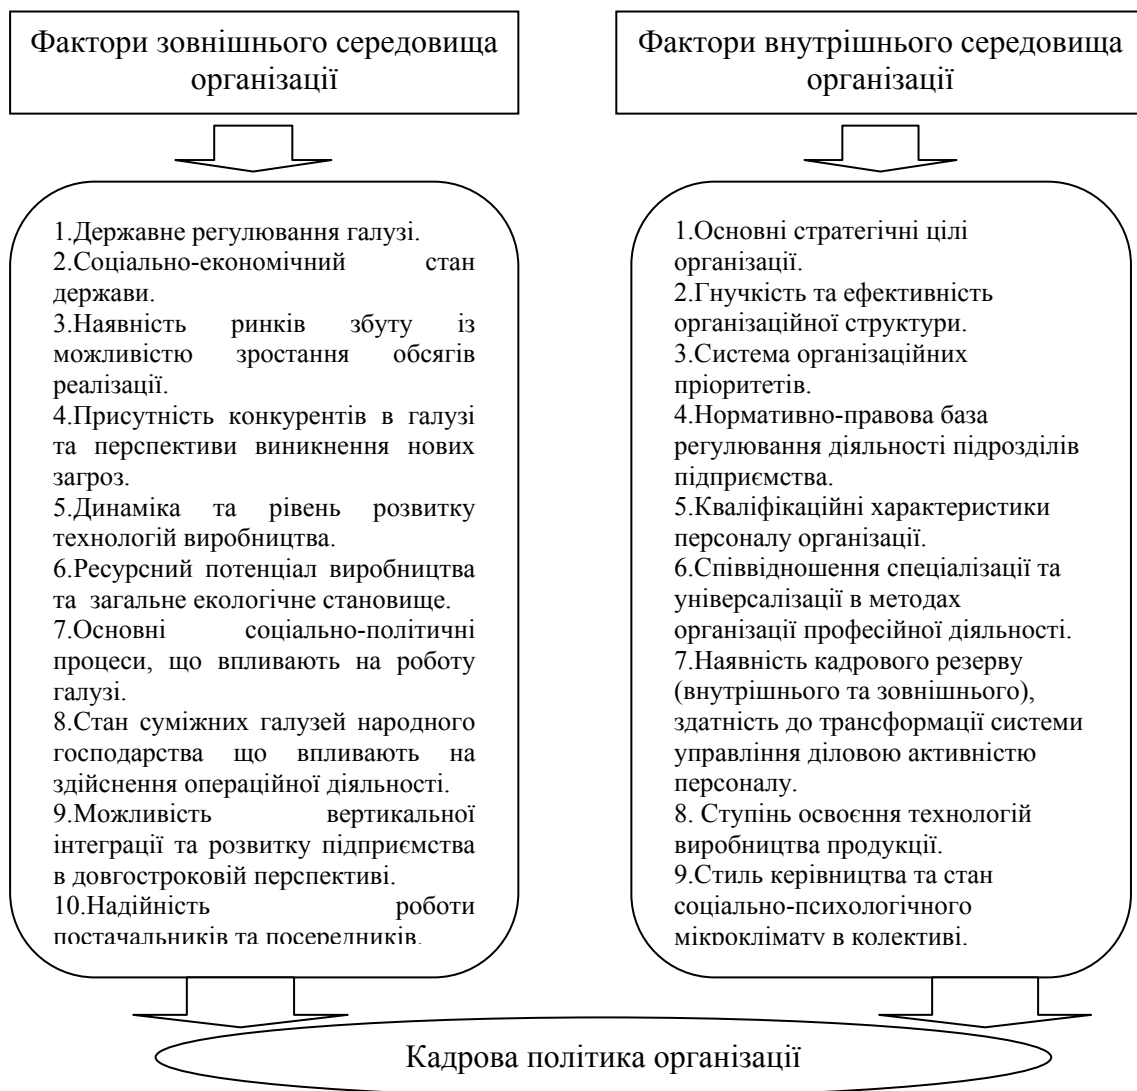 Фактори зовнішнього середовища
організації
1.Державне регулювання галузі.
2.Соціально-економічний стан
держави.
3.Наявність ринків збуту із
можливістю зростання обсягів
реалізації.
4.Присутність конкурентів в галузі
та перспективи виникнення нових
загроз.
5.Динаміка та рівень розвитку
технологій виробництва.
6.Ресурсний потенціал виробництва
та загальне екологічне становище.
7.Основні соціально-політичні
процеси, що впливають на роботу
галузі.
8.Стан суміжних галузей народного
господарства що впливають на
здійснення операційної діяльності.
9.Можливість вертикальної
інтеграції та розвитку підприємства
в довгостроковій перспективі.
10.Надійність роботи
постачальників та посередників.
Фактори внутрішнього середовища
організації
1.Основні стратегічні цілі
організації.
2.Гнучкість та ефективність
організаційної структури.
3.Система організаційних
пріоритетів.
4.Нормативно-правова база
регулювання діяльності підрозділів
підприємства.
5.Кваліфікаційні характеристики
персоналу організації.
6.Співвідношення спеціалізації та
універсалізації в методах
організації професійної діяльності.
7.Наявність кадрового резерву
(внутрішнього та зовнішнього),
здатність до трансформації системи
управління діловою активністю
персоналу.
8. Ступінь освоєння технологій
виробництва продукції.
9.Стиль керівництва та стан
соціально-психологічного
мікроклімату в колективі.
Кадрова політика організації